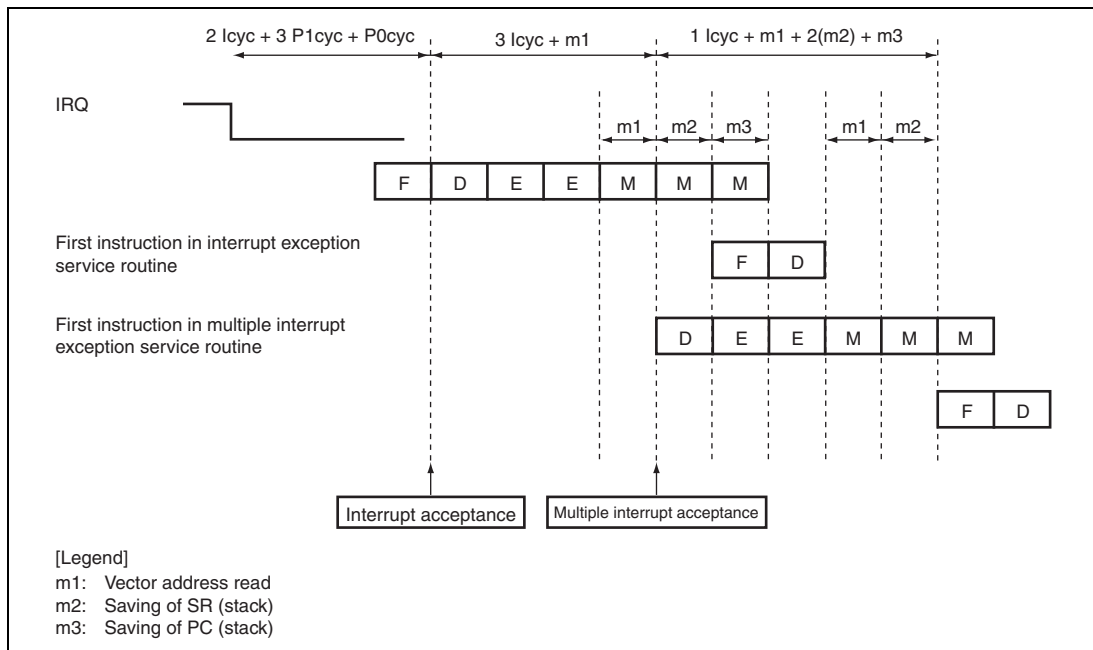 2 Icyc + 3 P1cyc + P0cyc
3 Icyc + m1
1 Icyc + m1 + 2(m2) + m3
IRQ
m1 m2 m3 m1 m2
F D E E M M M
First instruction in interrupt exception
service routine
F D
First instruction in multiple interrupt
exception service routine
D E E M M M
F D
Interrupt acceptance
Multiple interrupt acceptance
[Legend]
m1: Vector address read
m2: Saving of SR (stack)
m3: Saving of PC (stack)